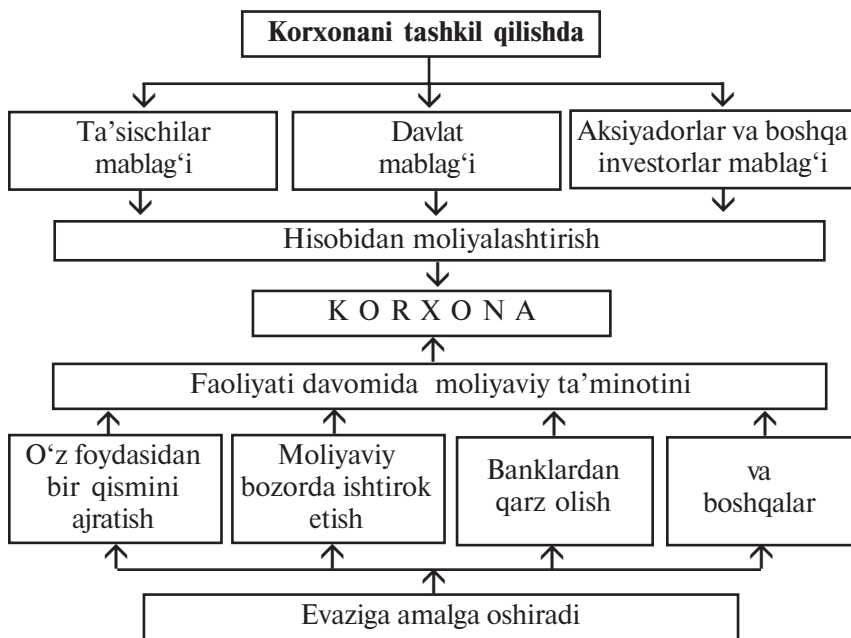 Korxonani tashkil qilishda
Ta’sischilar
mablag‘i
Davlat
mablag‘i
Aksiyadorlar va boshqa
investorlar mablag‘i
Hisobidan moliyalashtirish
K O R X O N A
Faoliyati davomida moliyaviy ta’minotini
O‘z foydasidan
bir qismini
ajratish
Moliyaviy
bozorda ishtirok
etish
Banklardan
qarz olish
va
boshqalar
Evaziga amalga oshiradi